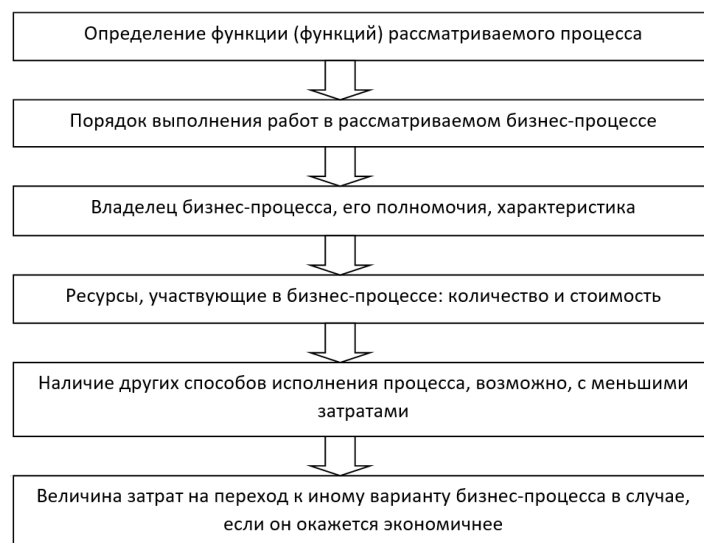 Определение функции (функций) рассматриваемого процесса
Порядок выполнения работ в рассматриваемом бизнес-процессе
Владелец бизнес-процесса, его полномочия, характеристика
Ресурсы, участвующие в бизнес-процессе: количество и стоимость
Наличие других способов исполнения процесса, возможно, с меньшими
затратами
Величина затрат на переход к иному варианту бизнес-процесса в случае,
если он окажется экономичнее